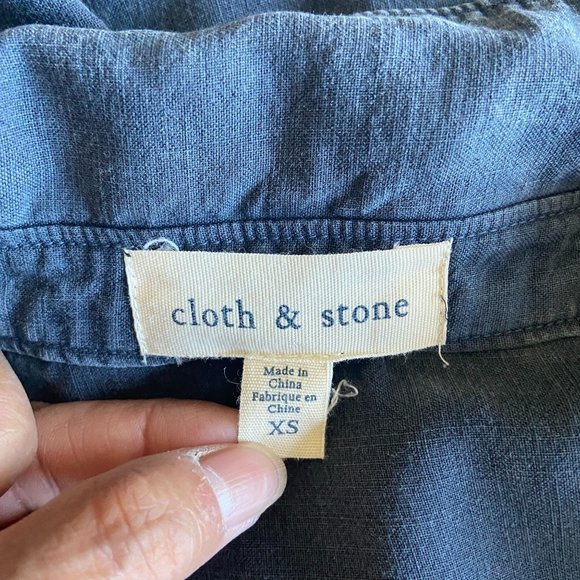 cloth & stone
Made in
China
Fabrique en
Chine
XS